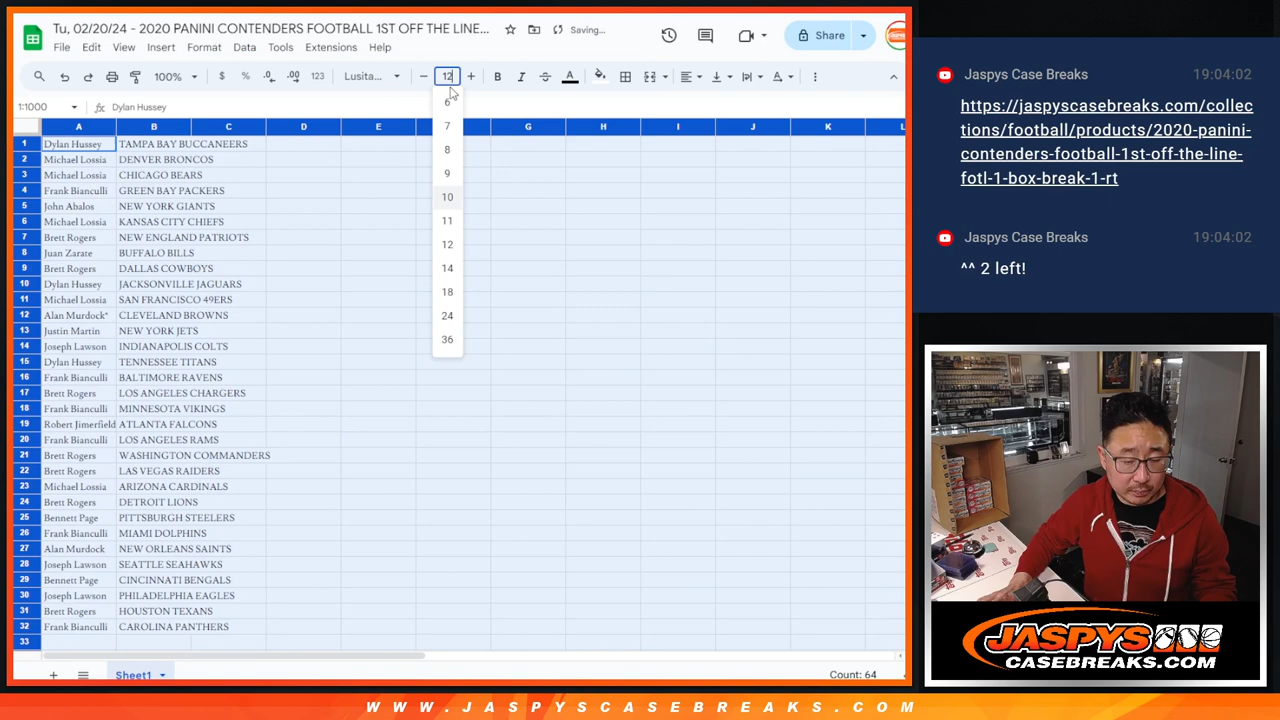 Tu, 02/20/24 - 2020 PANINI CONTENDERS FOOTBALL 1ST OFF THE LINE...
Saving...
Share
File Edit View Insert Format Data Tools Extensions Help
100% $ % .0 .00 123 Lusita... − 12 + B I A
1:1000 fx Dylan Hussey
6
7
8
9
10
11
12
14
18
24
36
A B C D E G H I J K L
1 Dylan Hussey TAMPA BAY BUCCANEERS
2 Michael Lossia DENVER BRONCOS
3 Michael Lossia CHICAGO BEARS
4 Frank Bianculli GREEN BAY PACKERS
5 John Abalos NEW YORK GIANTS
6 Michael Lossia KANSAS CITY CHIEFS
7 Brett Rogers NEW ENGLAND PATRIOTS
8 Juan Zarate BUFFALO BILLS
9 Brett Rogers DALLAS COWBOYS
10 Dylan Hussey JACKSONVILLE JAGUARS
11 Michael Lossia SAN FRANCISCO 49ERS
12 Alan Murdock* CLEVELAND BROWNS
13 Justin Martin NEW YORK JETS
14 Joseph Lawson INDIANAPOLIS COLTS
15 Dylan Hussey TENNESSEE TITANS
16 Frank Bianculli BALTIMORE RAVENS
17 Brett Rogers LOS ANGELES CHARGERS
18 Frank Bianculli MINNESOTA VIKINGS
19 Robert Jimerfield ATLANTA FALCONS
20 Frank Bianculli LOS ANGELES RAMS
21 Brett Rogers WASHINGTON COMMANDERS
22 Brett Rogers LAS VEGAS RAIDERS
23 Michael Lossia ARIZONA CARDINALS
24 Brett Rogers DETROIT LIONS
25 Bennett Page PITTSBURGH STEELERS
26 Frank Bianculli MIAMI DOLPHINS
27 Alan Murdock NEW ORLEANS SAINTS
28 Joseph Lawson SEATTLE SEAHAWKS
29 Bennett Page CINCINNATI BENGALS
30 Joseph Lawson PHILADELPHIA EAGLES
31 Brett Rogers HOUSTON TEXANS
32 Frank Bianculli CAROLINA PANTHERS
33
Sheet1
Count: 64
Jaspys Case Breaks 19:04:02
https://jaspyscasebreaks.com/collec
tions/football/products/2020-panini-
contenders-football-1st-off-the-line-
fotl-1-box-break-1-rt
Jaspys Case Breaks 19:04:02
^^ 2 left!
JASPYS
CASEBREAKS.COM
WWW.JASPYSCASEBREAKS.COM